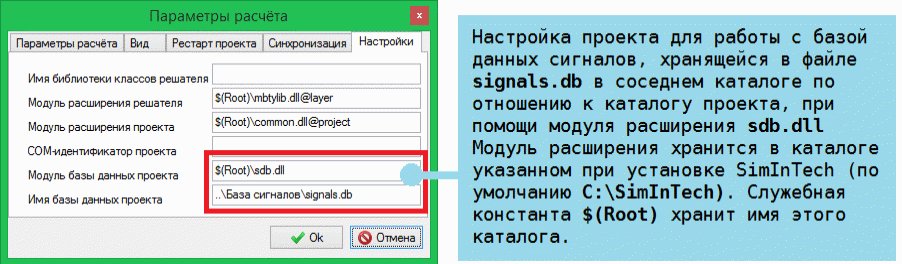 Параметры расчёта
x
Параметры расчёта Вид Рестарт проекта Синхронизация Настройки
Имя библиотеки классов решателя
Модуль расширения решателя $(Root)\mbtylib.dll@layer
Модуль расширения проекта $(Root)\common.dll@project
COM-идентификатор проекта
Модуль базы данных проекта $(Root)\sdb.dll
Имя базы данных проекта ..\База сигналов\signals.db
Ok Отмена
Настройка проекта для работы с базой
данных сигналов, хранящейся в файле
signals.db в соседнем каталоге по
отношению к каталогу проекта, при
помощи модуля расширения sdb.dll
Модуль расширения хранится в каталоге
указанном при установке SimInTech (по
умолчанию C:\SimInTech). Служебная
константа $(Root) хранит имя этого
каталога.